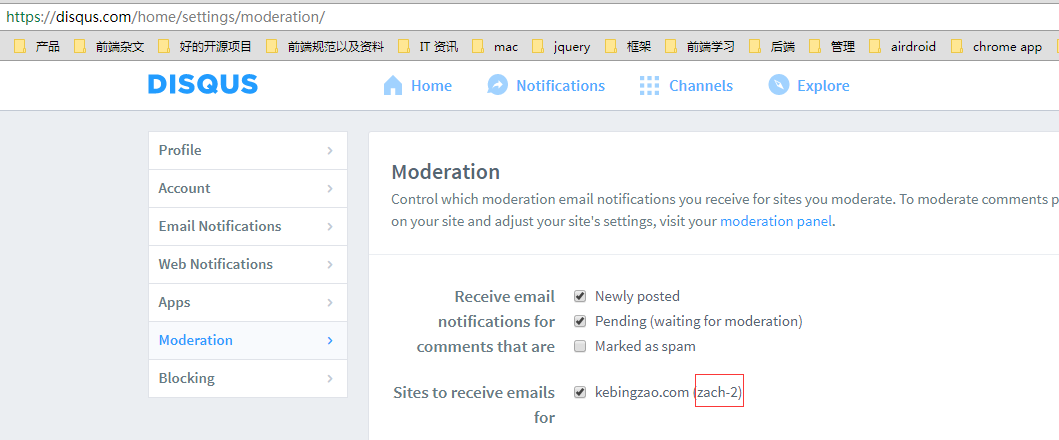 https://disqus.com/home/settings/moderation/
产品 前端杂文 好的开源项目 前端规范以及资料 IT 资讯 mac jquery 框架 前端学习 后端 管理 airdroid chrome app
DISQUS Home Notifications Channels Explore
Profile
Account
Email Notifications
Web Notifications
Apps
Moderation
Blocking
Moderation
Control which moderation email notifications you receive for sites you moderate. To moderate comments p
on your site and adjust your site's settings, visit your moderation panel.
Receive email
notifications for
comments that are
Newly posted
Pending (waiting for moderation)
Marked as spam
Sites to receive emails
for
kebingzao.com (zach-2)